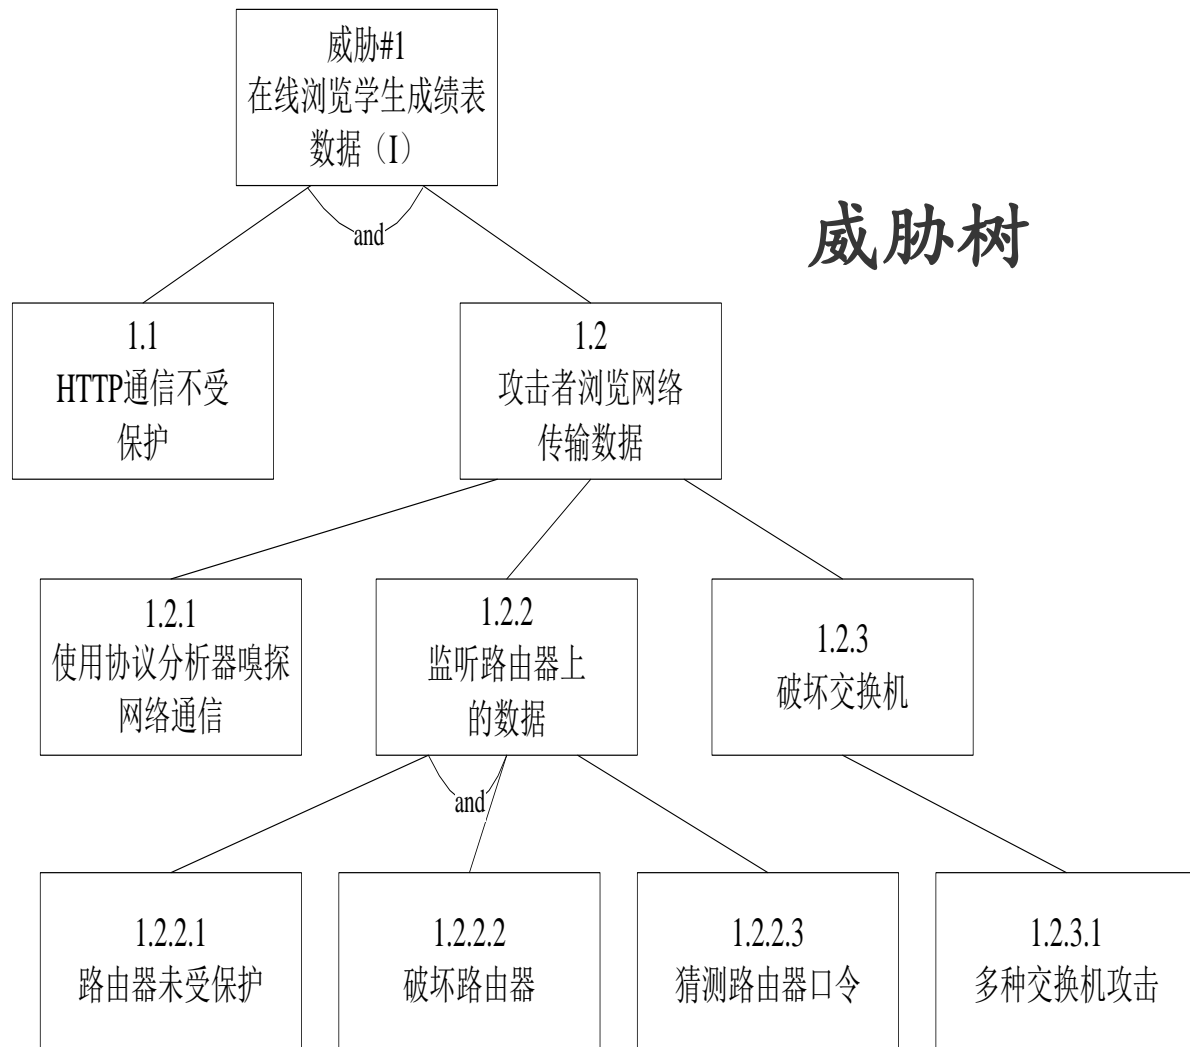 威胁#1
在线浏览学生成绩表
数据（I）
and
威胁树
1.1
HTTP通信不受
保护
1.2
攻击者浏览网络
传输数据
1.2.1
使用协议分析器嗅探
网络通信
1.2.2
监听路由器上
的数据
1.2.3
破坏交换机
and
1.2.2.1
路由器未受保护
1.2.2.2
破坏路由器
1.2.2.3
猜测路由器口令
1.2.3.1
多种交换机攻击